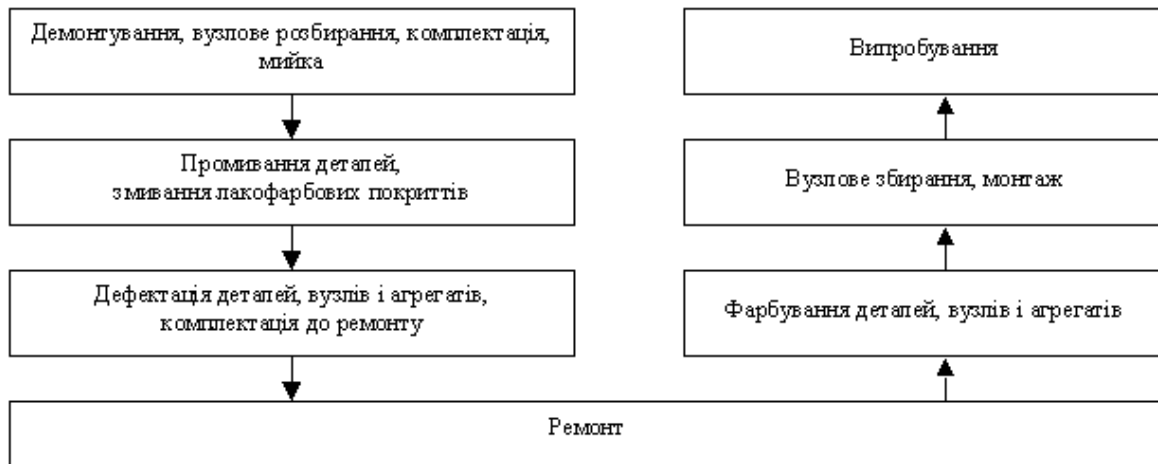 Демонтування, вузлове розбирання, комплектація,
мийка
Промивання деталей,
змивання лакофарбових покриттів
Дефектація деталей, вузлів і агрегатів,
комплектація до ремонту
Ремонт
Фарбування деталей, вузлів і агрегатів
Вузлове збирання, монтаж
Випробування